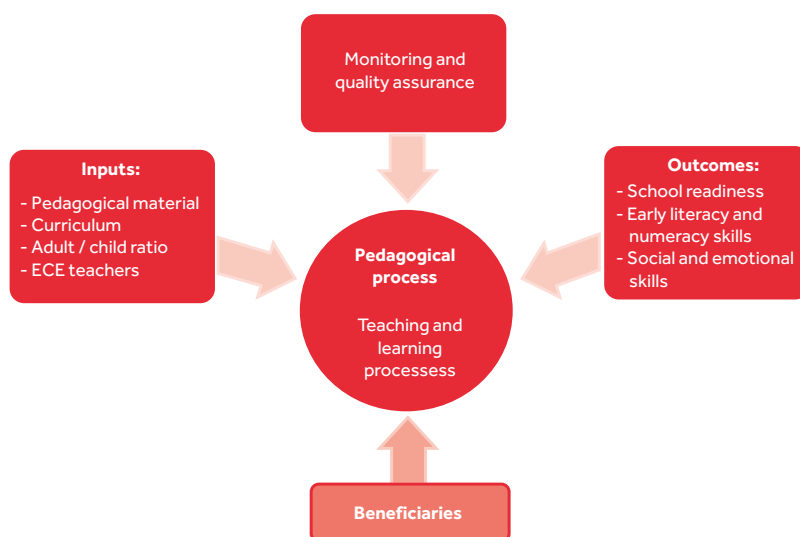 Monitoring and
quality assurance
Inputs:
- Pedagogical material
- Curriculum
- Adult / child ratio
- ECE teachers
Pedagogical
process
Teaching and
learning
processess
Outcomes:
- School readiness
- Early literacy and
numeracy skills
- Social and emotional
skills
Beneficiaries